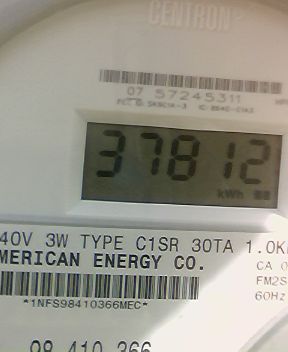 CENTRON
07 57245311
37812
kWh
40V 3W TYPE C1SR 30TA 1.0K
MERICAN ENERGY CO.
CA 0
FM2S
60Hz
*1NFS98410366MEC*
98 410 366